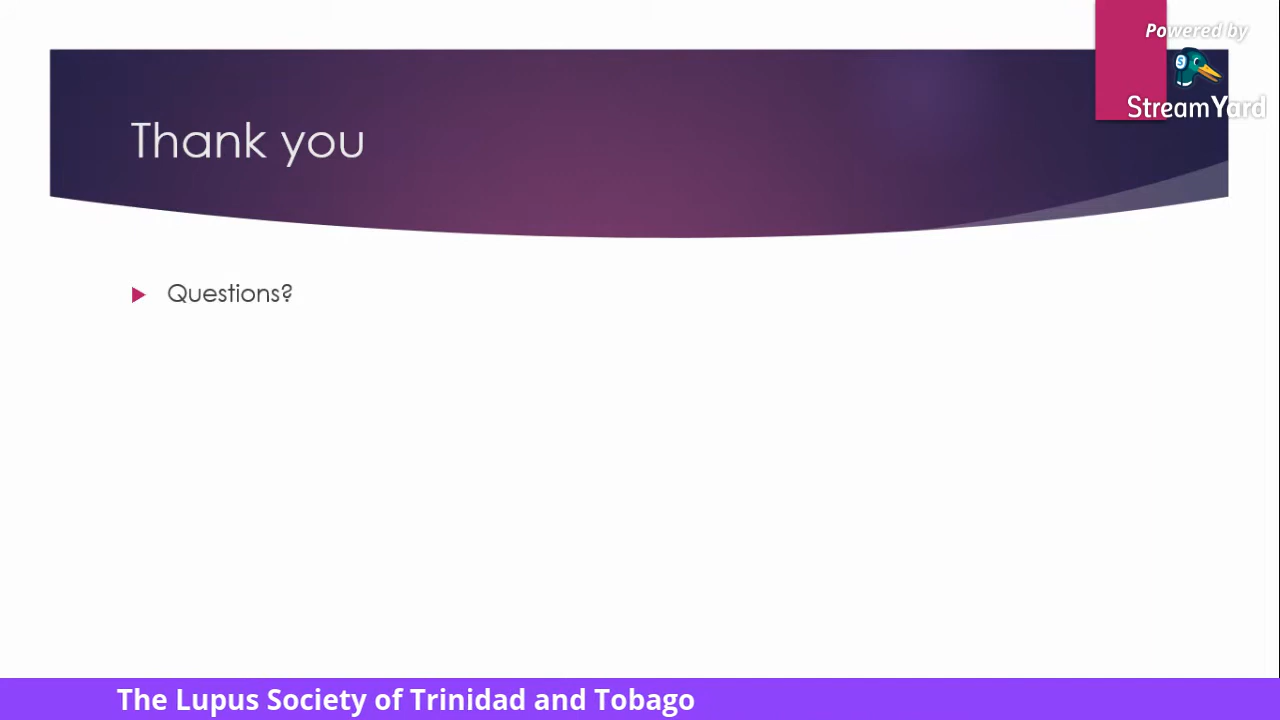 Powered by
StreamYard
Thank you
Questions?
The Lupus Society of Trinidad and Tobago